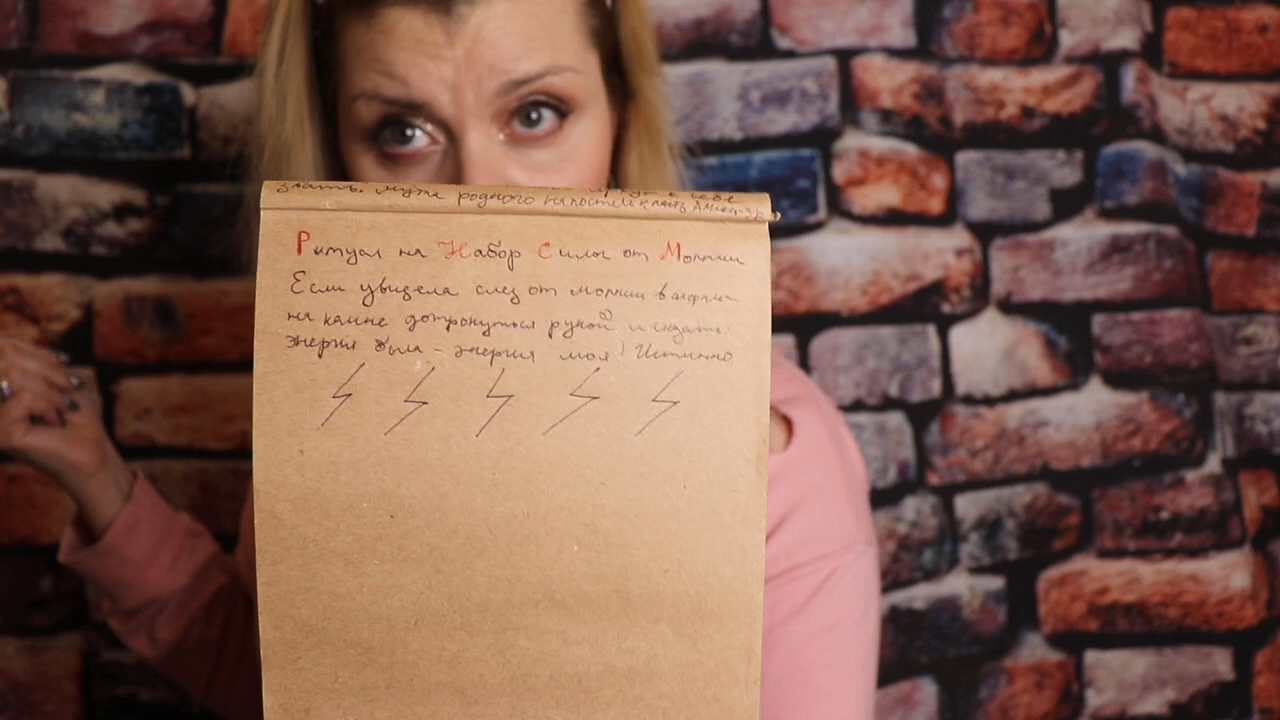 знать. мужа родного на постель класть Аминь
Ритуал на Набор Силы от Молнии
Если увидела след от молнии в
на камне дотронуться рукой и сказать:
Энергия была - энергия моя! Истинно